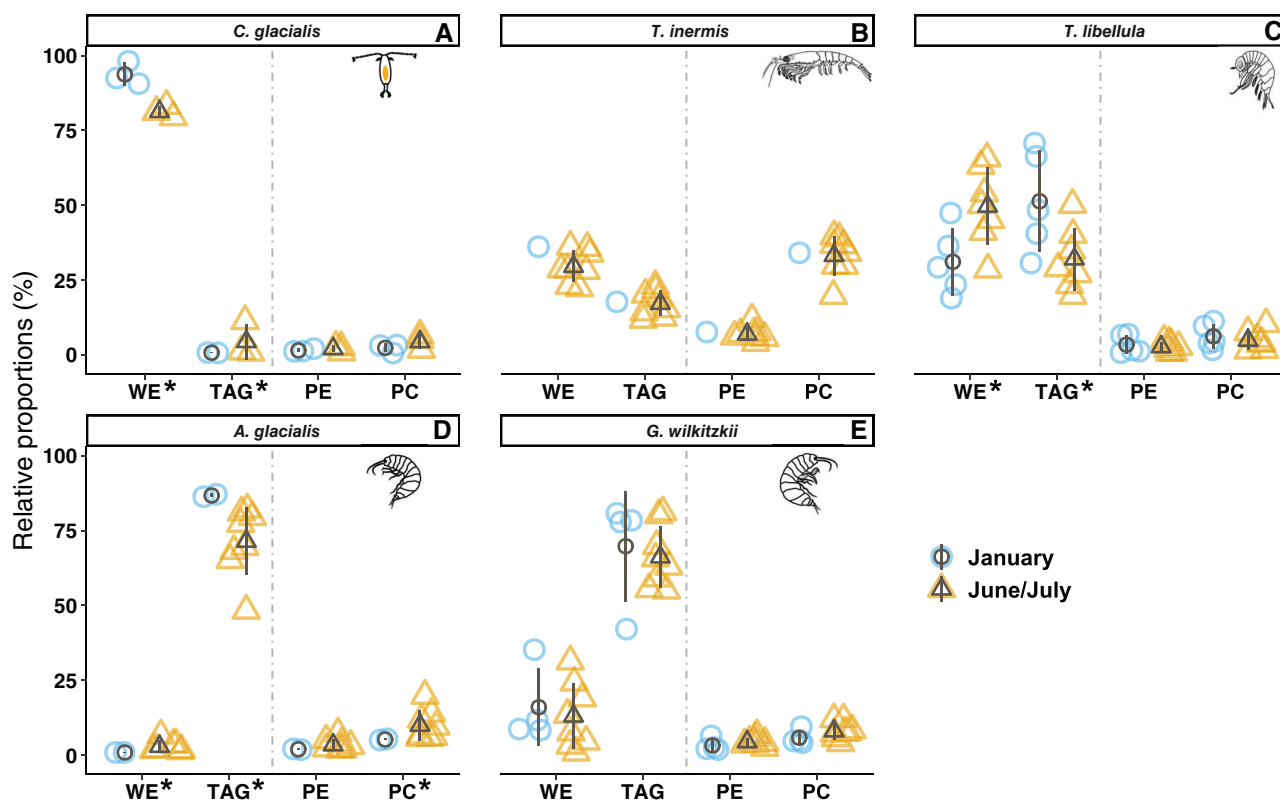 C. glacialis A
T. inermis B
T. libellula C
Relative proportions (%)
100
75
50
25
0
WE* TAG* PE PC
WE TAG PE PC
WE* TAG* PE PC
A. glacialis D
G. wilkitzkii E
100
75
50
25
0
WE* TAG* PE PC*
WE TAG PE PC
January
June/July